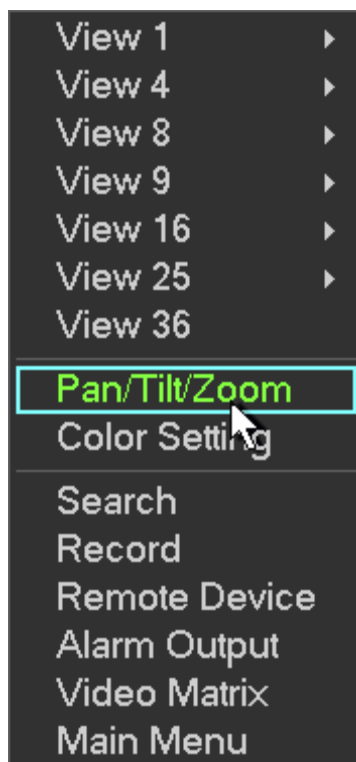 View 1
View 4
View 8
View 9
View 16
View 25
View 36
Pan/Tilt/Zoom
Color Setting
Search
Record
Remote Device
Alarm Output
Video Matrix
Main Menu